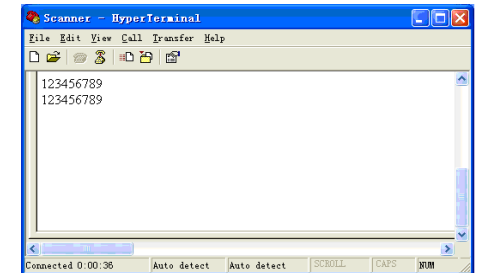 Scanner - HyperTerminal
File Edit View Call Transfer Help
123456789
123456789
Connected 0:00:36 Auto detect Auto detect SCROLL CAPS NUM